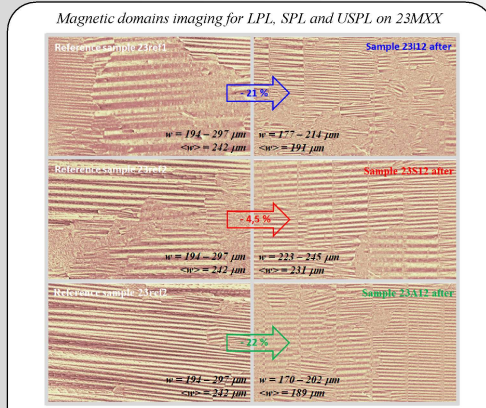 Magnetic domains imaging for LPL, SPL and USPL on 23MXX
Reference sample 23ref1
Sample 23I12 after
- 21 %
w = 194 – 297 µm
<w> = 242 µm
w = 177 – 214 µm
<w> = 191 µm
Reference sample 23ref2
Sample 23S12 after
- 4,5 %
w = 194 – 297 µm
<w> = 242 µm
w = 223 – 245 µm
<w> = 231 µm
Reference sample 23ref1
Sample 23A12 after
- 22 %
w = 194 – 297 µm
<w> = 242 µm
w = 170 – 202 µm
<w> = 189 µm